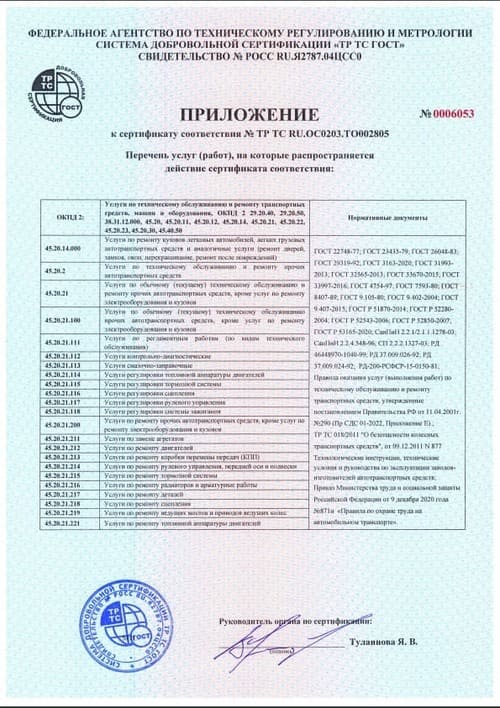 ФЕДЕРАЛЬНОЕ АГЕНТСТВО ПО ТЕХНИЧЕСКОМУ РЕГУЛИРОВАНИЮ И МЕТРОЛОГИИ
СИСТЕМА ДОБРОВОЛЬНОЙ СЕРТИФИКАЦИИ «ТР ТС ГОСТ»
СВИДЕТЕЛЬСТВО № РОСС RU.Я2787.04ЦСС0
ДОБРОВОЛЬНАЯ
ТР ТС
ГОСТ
СЕРТИФИКАЦИЯ
ПРИЛОЖЕНИЕ
№ 0006053
к сертификату соответствия № ТР ТС RU.ОС0203.ТО002805
Перечень услуг (работ), на которые распространяется
действие сертификата соответствия:
ОКПД 2:
Услуги по техническому обслуживанию и ремонту транспортных
средств, машин и оборудования, ОКПД 2 29.20.40, 29.20.50,
38.31.12.000, 45.20, 45.20.11, 45.20.12, 45.20.14, 45.20.21, 45.20.22,
45.20.23, 45.20.30, 45.40.50
Нормативные документы
45.20.14.000
Услуги по ремонту кузовов легковых автомобилей, легких грузовых
автотранспортных средств и аналогичные услуги (ремонт дверей,
замков, окон, перекрашивание, ремонт после повреждений)
45.20.2
Услуги по техническому обслуживанию и ремонту прочих
автотранспортных средств
45.20.21
Услуги по обычному (текущему) техническому обслуживанию и
ремонту прочих автотранспортных средств, кроме услуг по ремонту
электрооборудования и кузовов
45.20.21.100
Услуги по обычному (текущему) техническому обслуживанию
прочих автотранспортных средств, кроме услуг по ремонту
электрооборудования и кузовов
45.20.21.111
Услуги по регламентным работам (по видам технического
обслуживания)
45.20.21.112
Услуги контрольно-диагностические
45.20.21.113
Услуги смазочно-заправочные
45.20.21.114
Услуги регулировки топливной аппаратуры двигателей
45.20.21.115
Услуги регулировки тормозной системы
45.20.21.116
Услуги регулировки сцепления
45.20.21.117
Услуги регулировки рулевого управления
45.20.21.118
Услуги регулировки системы зажигания
45.20.21.200
Услуги по ремонту прочих автотранспортных средств, кроме услуг по
ремонту электрооборудования и кузовов
45.20.21.211
Услуги по замене агрегатов
45.20.21.212
Услуги по ремонту двигателей
45.20.21.213
Услуги по ремонту коробки перемены передач (КПП)
45.20.21.214
Услуги по ремонту рулевого управления, передней оси и подвески
45.20.21.215
Услуги по ремонту тормозной системы
45.20.21.216
Услуги по ремонту радиаторов и арматурные работы
45.20.21.217
Услуги по ремонту деталей
45.20.21.218
Услуги по ремонту сцепления
45.20.21.219
Услуги по ремонту ведущих мостов и приводов ведущих колес
45.20.21.221
Услуги по ремонту топливной аппаратуры двигателей
ГОСТ 22748-77; ГОСТ 23435-79; ГОСТ 26048-83;
ГОСТ 29319-92; ГОСТ 3163-2020; ГОСТ 31993-
2013; ГОСТ 32565-2013; ГОСТ 33670-2015; ГОСТ
33997-2016; ГОСТ 4754-97; ГОСТ 7593-80; ГОСТ
8407-89; ГОСТ 9.105-80; ГОСТ 9.402-2004; ГОСТ
9.407-2015; ГОСТ Р 51870-2014; ГОСТ Р 52280-
2004; ГОСТ Р 52543-2006; ГОСТ Р 52850-2007,
ГОСТ Р 53165-2020; СанПиН 2.2.1/2.1.1.1278-03;
СанПиН 2.2.4.548-96; СП 2.2.2.1327-03; РД
46448970-1040-99; РД 37.009.026-92, РД
37.009.024-92, РД-200-РСФСР-15-0150-81;
Правила оказания услуг (выполнения работ) по
техническому обслуживанию и ремонту
транспортных средств, утвержденные
постановлением Правительства РФ от 11.04.2001г.
№290 (Пр СДС 01-2022, Приложение Е) ,
ТР ТС 018/2011 "О безопасности колесных
транспортных средств", от 09.12.2011 N 877
Технологические инструкции, технические
условия и руководства по эксплуатации заводов-
изготовителей автотранспортных средств;
Приказ Министерства труда и социальной защиты
Российской Федерации от 9 декабря 2020 года
№871н «Правила по охране труда на
автомобильном транспорте».
Руководитель органа по сертификации:
Тулаинова Я. В.
(подпись)
ТР ТС
ГОСТ